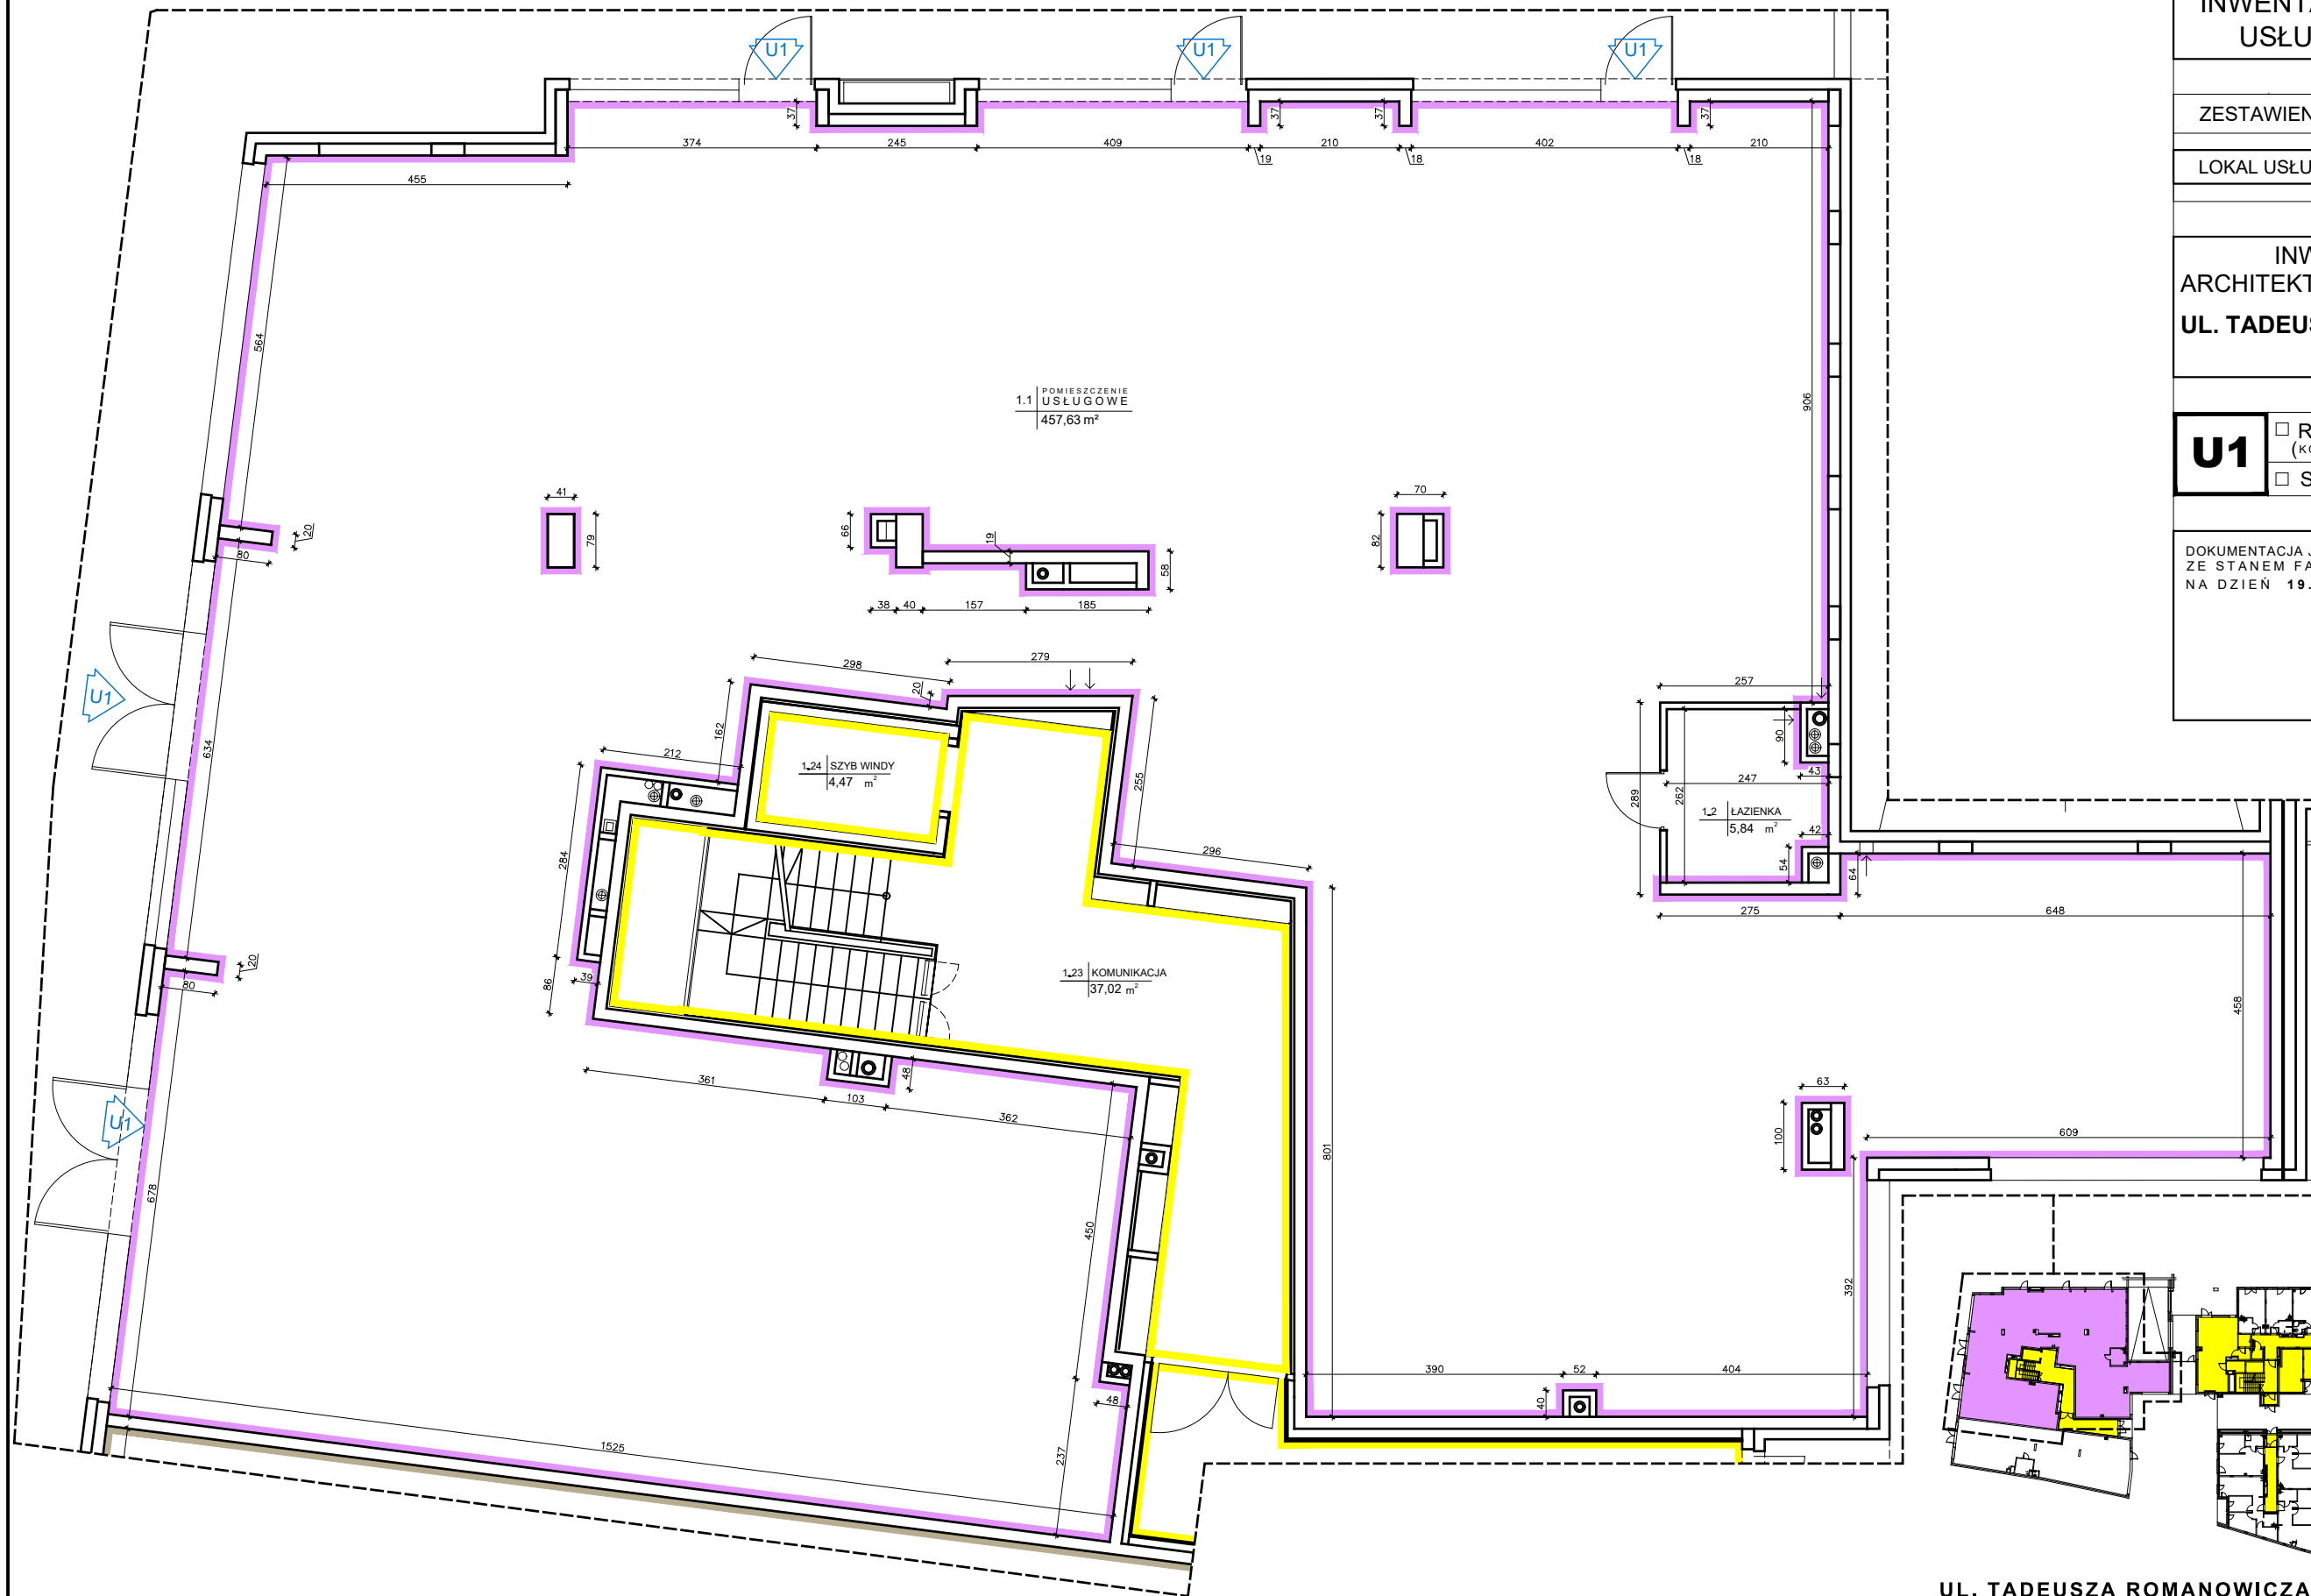 INWENTA
USŁU
ZESTAWIEN
LOKAL USŁU
INW
ARCHITEKT
UL. TADEUS
U1
R
(KO
S
DOKUMENTACJA J
ZE STANEM FA
NA DZIEŃ 19.
U1
U1
U1
37
37
37
37
374
245
409
19
210
18
402
18
210
455
564
906
1.1 POMIESZCZENIE
USŁUGOWE
457,63 m²
41
79
66
19
58
38
40
157
185
70
82
20
80
298
279
20
162
212
255
257
90
43
247
289
262
1.2 ŁAZIENKA
5,84 m²
42
54
64
275
648
U1
634
1.24 SZYB WINDY
4,47 m²
284
296
39
86
1.23 KOMUNIKACJA
37,02 m²
20
80
458
48
361
103
362
63
100
609
U1
678
450
801
392
390
52
404
40
48
237
1525
UL. TADEUSZA ROMANOWICZA